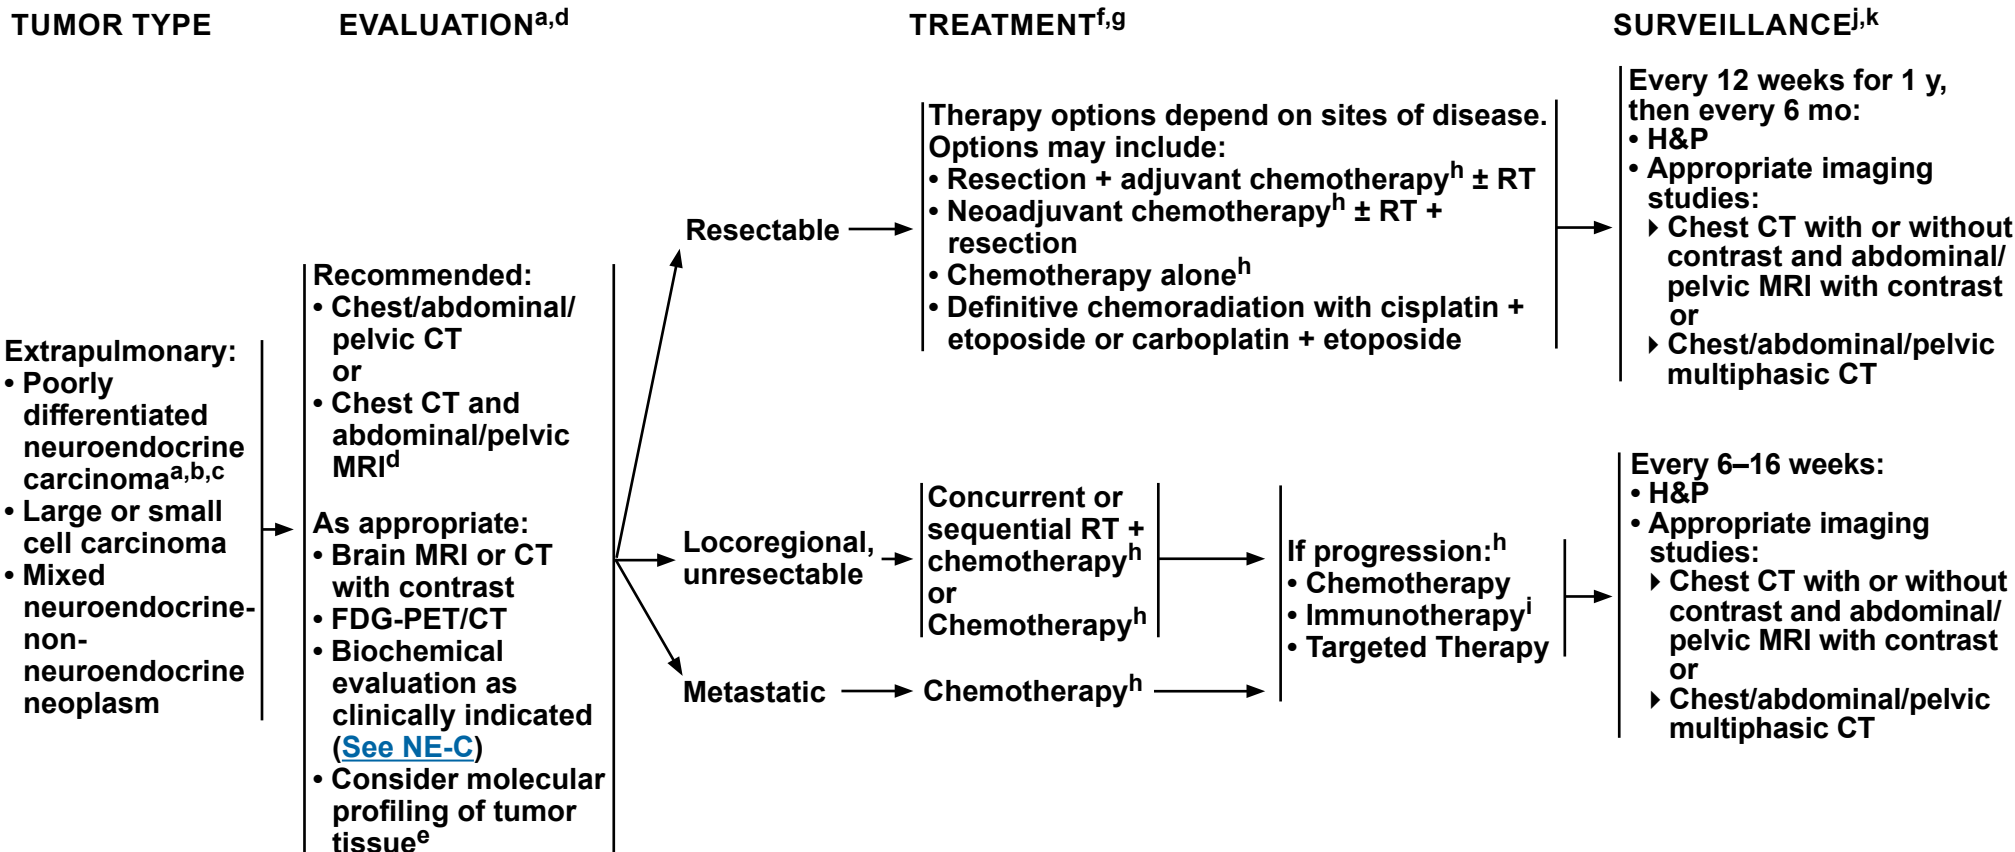 TUMOR TYPE
EVALUATIONa,d
TREATMENTf,g
SURVEILLANCEj,k
Extrapulmonary:
• Poorly
differentiated
neuroendocrine
carcinomaa,b,c
• Large or small
cell carcinoma
• Mixed
neuroendocrine-
non-
neuroendocrine
neoplasm
Recommended:
• Chest/abdominal/
pelvic CT
or
• Chest CT and
abdominal/pelvic
MRId
As appropriate:
• Brain MRI or CT
with contrast
• FDG-PET/CT
• Biochemical
evaluation as
clinically indicated
(See NE-C)
• Consider molecular
profiling of tumor
tissuee
Resectable
Therapy options depend on sites of disease.
Options may include:
• Resection + adjuvant chemotherapyh ± RT
• Neoadjuvant chemotherapyh ± RT +
resection
• Chemotherapy aloneh
• Definitive chemoradiation with cisplatin +
etoposide or carboplatin + etoposide
Every 12 weeks for 1 y,
then every 6 mo:
• H&P
• Appropriate imaging
studies:
▸ Chest CT with or without
contrast and abdominal/
pelvic MRI with contrast
or
▸ Chest/abdominal/pelvic
multiphasic CT
Locoregional,
unresectable
Concurrent or
sequential RT +
chemotherapyh
or
Chemotherapyh
Metastatic
Chemotherapyh
If progression:h
• Chemotherapy
• Immunotherapyi
• Targeted Therapy
Every 6–16 weeks:
• H&P
• Appropriate imaging
studies:
▸ Chest CT with or without
contrast and abdominal/
pelvic MRI with contrast
or
▸ Chest/abdominal/pelvic
multiphasic CT